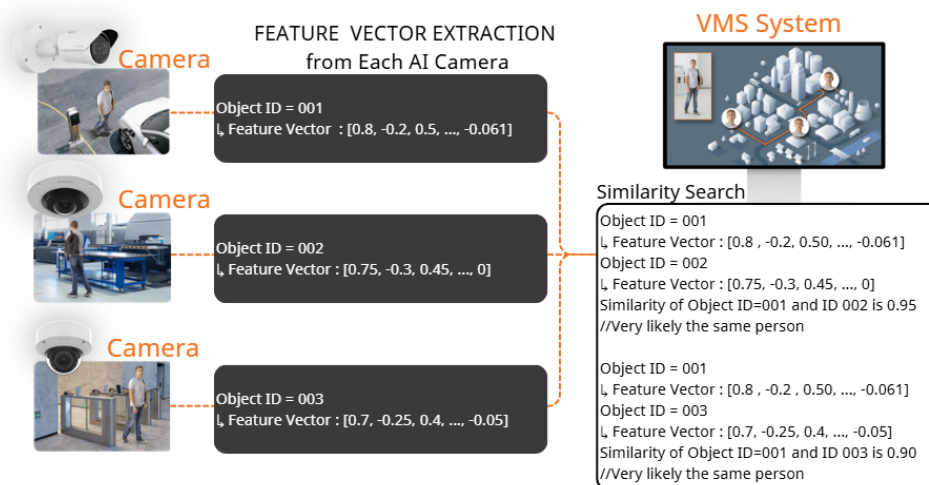 FEATURE VECTOR EXTRACTION
from Each AI Camera
VMS System
Camera
Object ID = 001
↳ Feature Vector : [0.8, -0.2, 0.5, ..., -0.061]
Camera
Object ID = 002
↳ Feature Vector : [0.75, -0.3, 0.45, ..., 0]
Camera
Object ID = 003
↳ Feature Vector : [0.7, -0.25, 0.4, ..., -0.05]
Similarity Search
Object ID = 001
↳ Feature Vector : [0.8 , -0.2, 0.50, ..., -0.061]
Object ID = 002
↳ Feature Vector : [0.75, -0.3, 0.45, ..., 0]
Similarity of Object ID=001 and ID 002 is 0.95
//Very likely the same person
Object ID = 001
↳ Feature Vector : [0.8 , -0.2 , 0.50, ..., -0.061]
Object ID = 003
↳ Feature Vector : [0.7, -0.25, 0.4, ..., -0.05]
Similarity of Object ID=001 and ID 003 is 0.90
//Very likely the same person